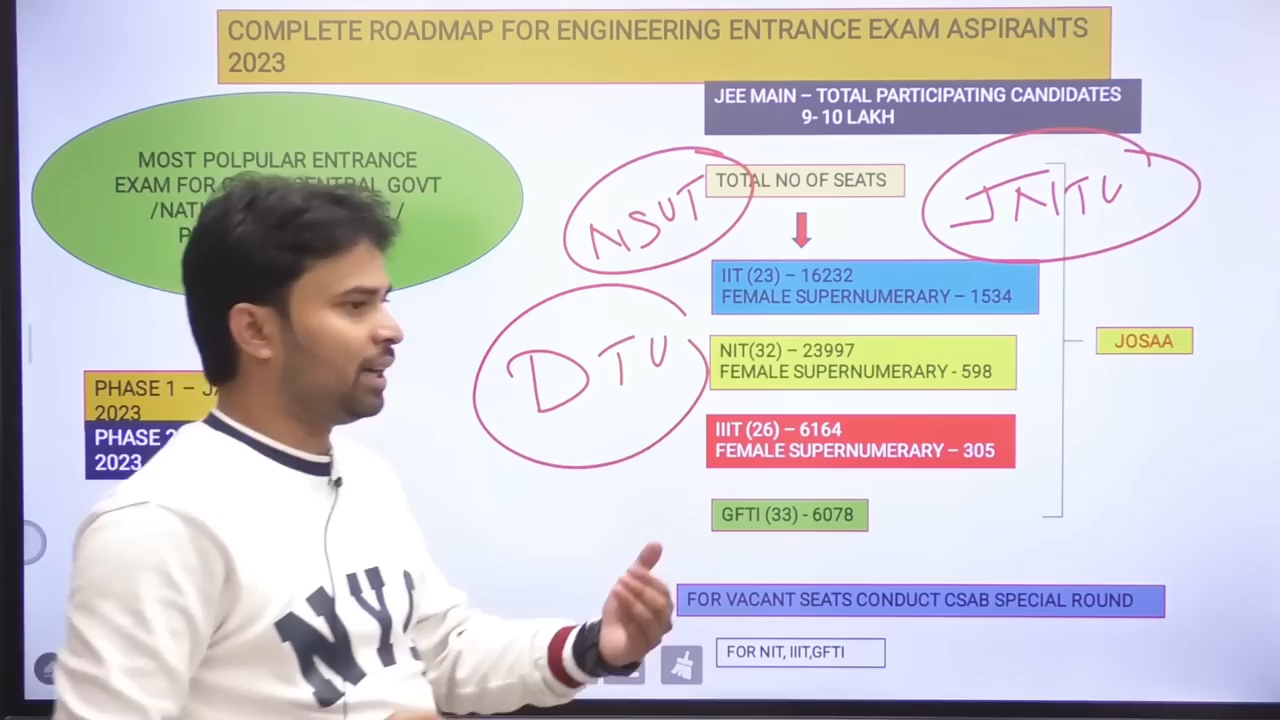 COMPLETE ROADMAP FOR ENGINEERING ENTRANCE EXAM ASPIRANTS
2023
JEE MAIN – TOTAL PARTICIPATING CANDIDATES
9- 10 LAKH
MOST POLPULAR ENTRANCE
EXAM FOR
GOVT
/
TOTAL NO OF SEATS
NSUT
JNTU
IIT (23) – 16232
FEMALE SUPERNUMERARY – 1534
DTU
NIT(32) – 23997
FEMALE SUPERNUMERARY - 598
JOSAA
PHASE 1 –
2023
PHASE
2023
IIIT (26) – 6164
FEMALE SUPERNUMERARY – 305
GFTI (33) - 6078
FOR VACANT SEATS CONDUCT CSAB SPECIAL ROUND
FOR NIT, IIIT,GFTI
NY